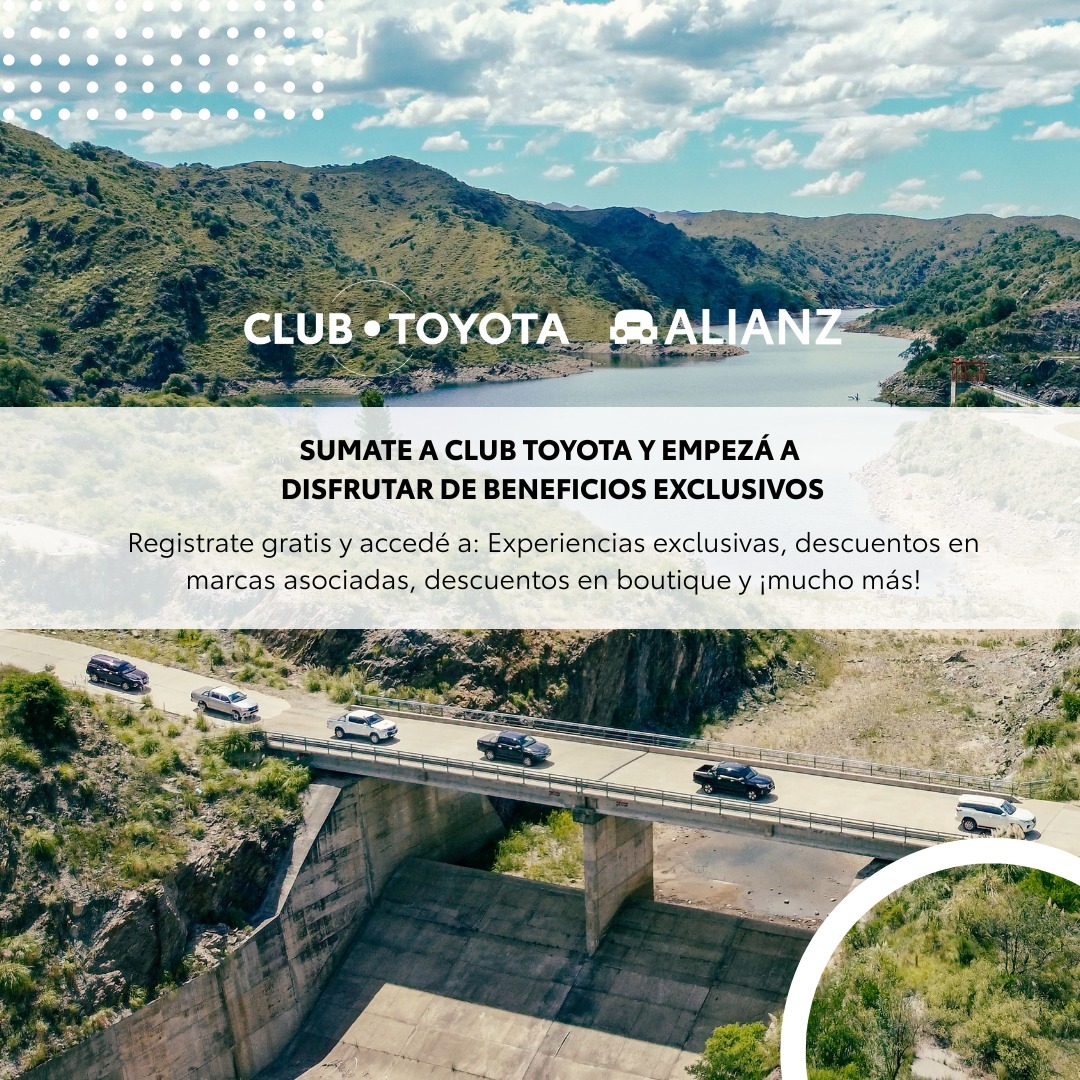 CLUB • TOYOTA ALIANZ
SUMATE A CLUB TOYOTA Y EMPEZÁ A
DISFRUTAR DE BENEFICIOS EXCLUSIVOS
Registrate gratis y accedé a: Experiencias exclusivas, descuentos en
marcas asociadas, descuentos en boutique y ¡mucho más!